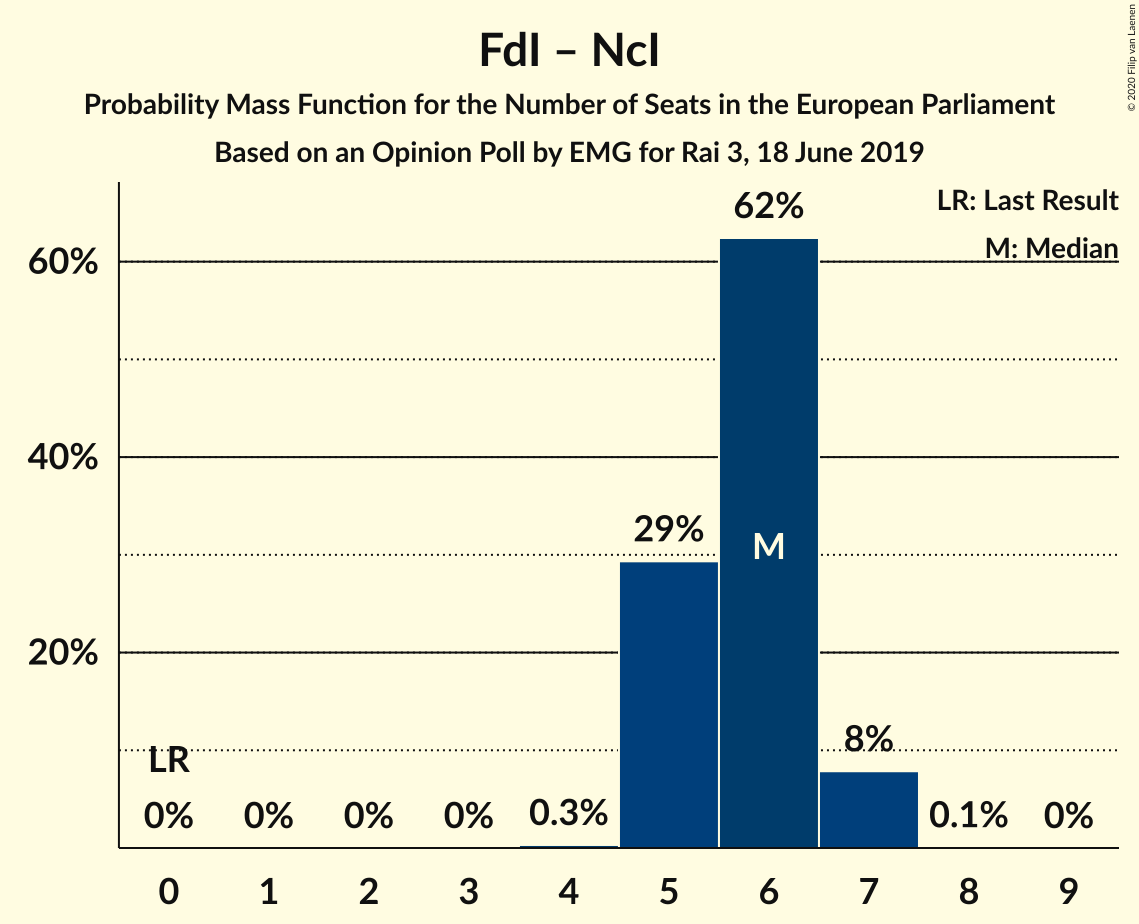 FdI – NcI
Probability Mass Function for the Number of Seats in the European Parliament
Based on an Opinion Poll by EMG for Rai 3, 18 June 2019
© 2020 Filip van Laenen
LR: Last Result
M: Median
60%
40%
20%
62%
29%
M
8%
LR
0%
0%
0%
0%
0.3%
0.1%
0%
0 1 2 3 4 5 6 7 8 9